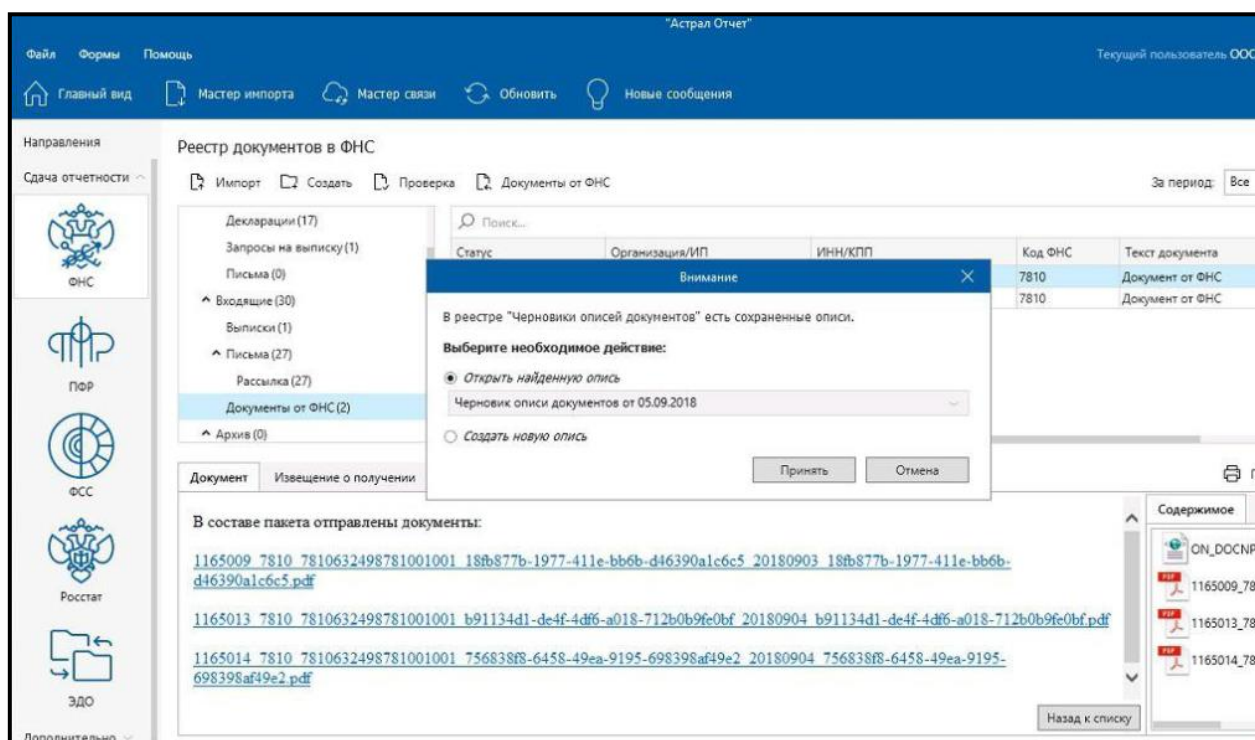 "Астрал Отчет"
Файл Формы Помощь
Текущий пользователь ООО
Главный вид Мастер импорта Мастер связи Обновить Новые сообщения
Направления
Сдача отчетности
ФНС
ПФР
ФСС
Росстат
ЭДО
Дополнительно
Реестр документов в ФНС
Импорт Создать Проверка Документы от ФНС
За период: Все
Декларации (17)
Запросы на выписку (1)
Письма (0)
Входящие (30)
Выписки (1)
Письма (27)
Рассылка (27)
Документы от ФНС (2)
Архив (0)
Поиск...
Статус Организация/ИП ИНН/КПП Код ФНС Текст документа
7810 Документ от ФНС
7810 Документ от ФНС
Внимание
В реестре "Черновики описей документов" есть сохраненные описи.
Выберите необходимое действие:
Открыть найденную опись
Черновик описи документов от 05.09.2018
Создать новую опись
Принять Отмена
Документ Извещение о получении
В составе пакета отправлены документы:
1165009_7810_7810632498781001001_18fb877b-1977-411e-bb6b-d46390a1c6c5_20180903_18fb877b-1977-411e-bb6b-
d46390a1c6c5.pdf
1165013_7810_7810632498781001001_b91134d1-de4f-4df6-a018-712b0b9fe0bf_20180904_b91134d1-de4f-4df6-a018-712b0b9fe0bf.pdf
1165014_7810_7810632498781001001_756838f8-6458-49ea-9195-698398af49e2_20180904_756838f8-6458-49ea-9195-
698398af49e2.pdf
Назад к списку
Содержимое
ON_DOCNP
1165009_78
1165013_78
1165014_78